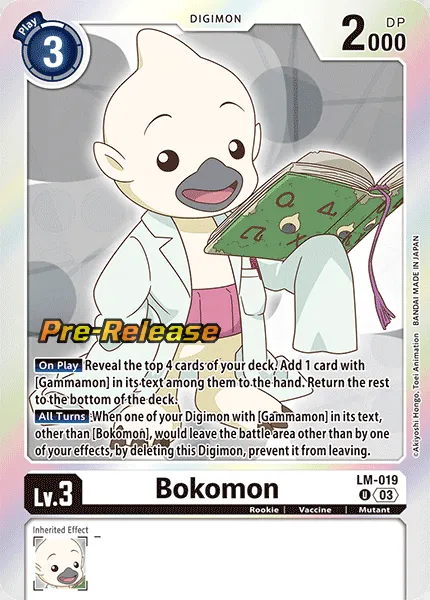 Play
3
DIGIMON
DP
2000
Pre-Release
On Play Reveal the top 4 cards of your deck. Add 1 card with
[Gammamon] in its text among them to the hand. Return the rest
to the bottom of the deck.
All Turns When one of your Digimon with [Gammamon] in its text,
other than [Bokomon], would leave the battle area other than by one
of your effects, by deleting this Digimon, prevent it from leaving.
©Akiyoshi Hongo, Toei Animation BANDAI MADE IN JAPAN
Lv.3
Bokomon
LM-019
U 03
Rookie | Vaccine | Mutant
Inherited Effect
–